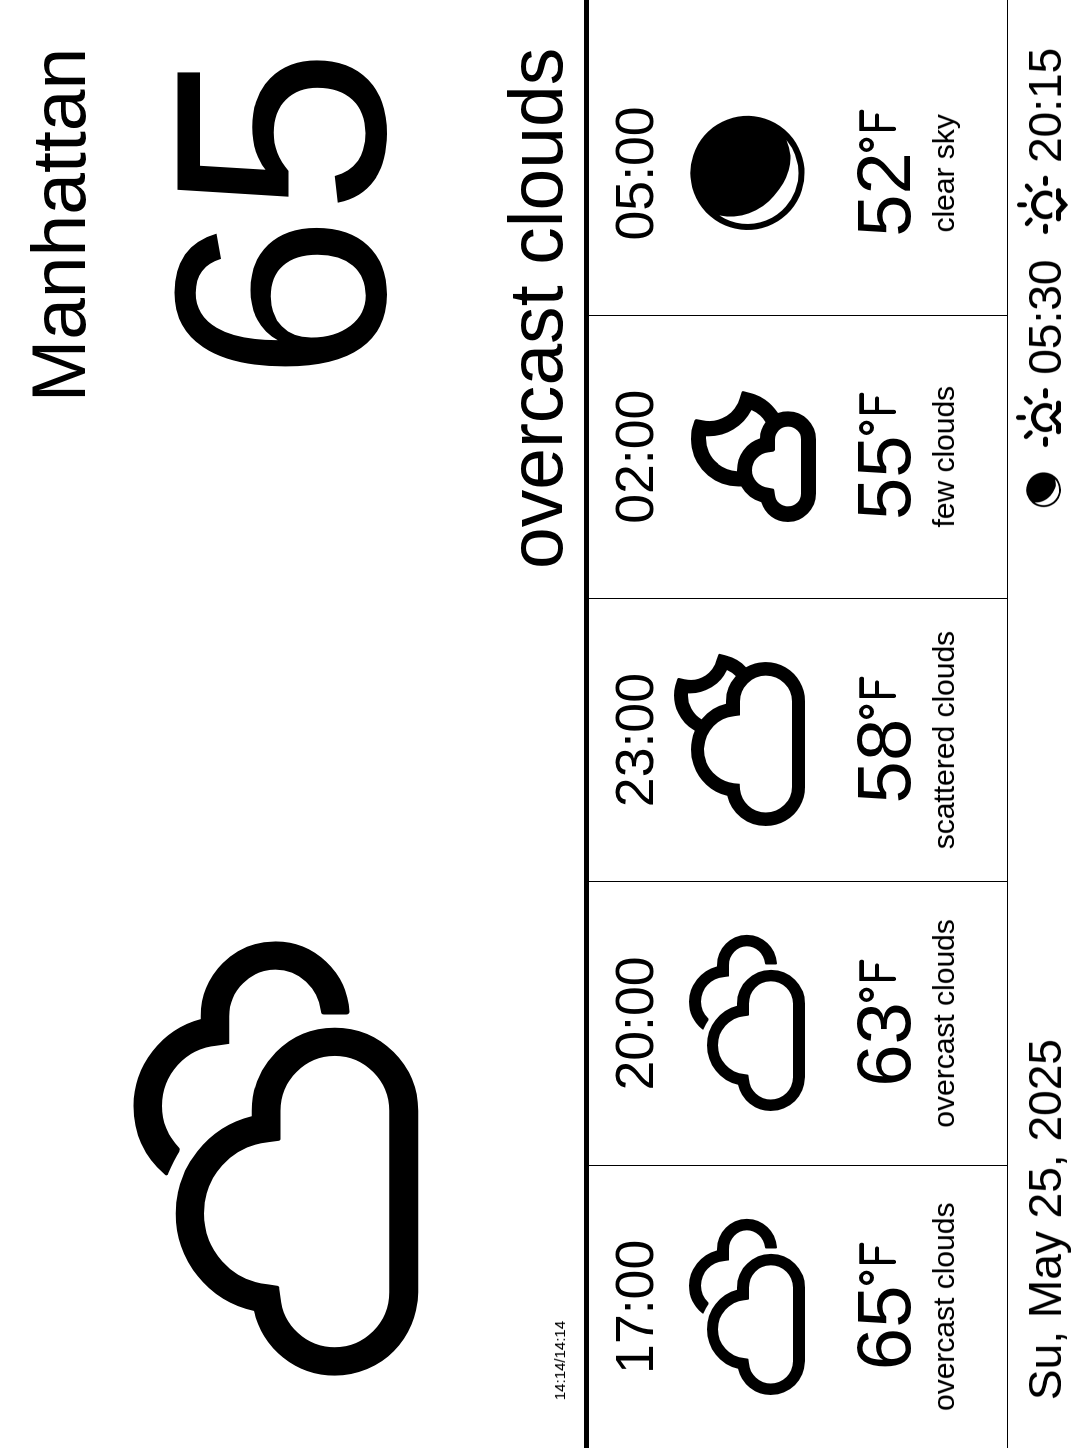 Manhattan
65
overcast clouds
14:14/14:14
17:00 20:00 23:00 02:00 05:00
65°F 63°F 58°F 55°F 52°F
overcast clouds overcast clouds scattered clouds few clouds clear sky
Su, May 25, 2025 05:30 20:15